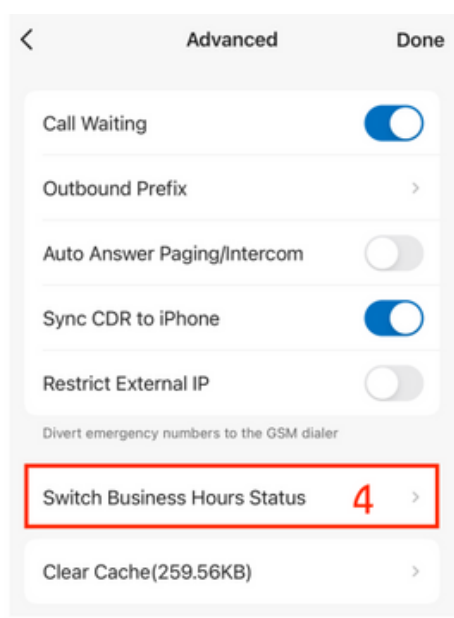 Advanced
Done
Call Waiting
Outbound Prefix
Auto Answer Paging/Intercom
Sync CDR to iPhone
Restrict External IP
Divert emergency numbers to the GSM dialer
Switch Business Hours Status 4
Clear Cache(259.56KB)